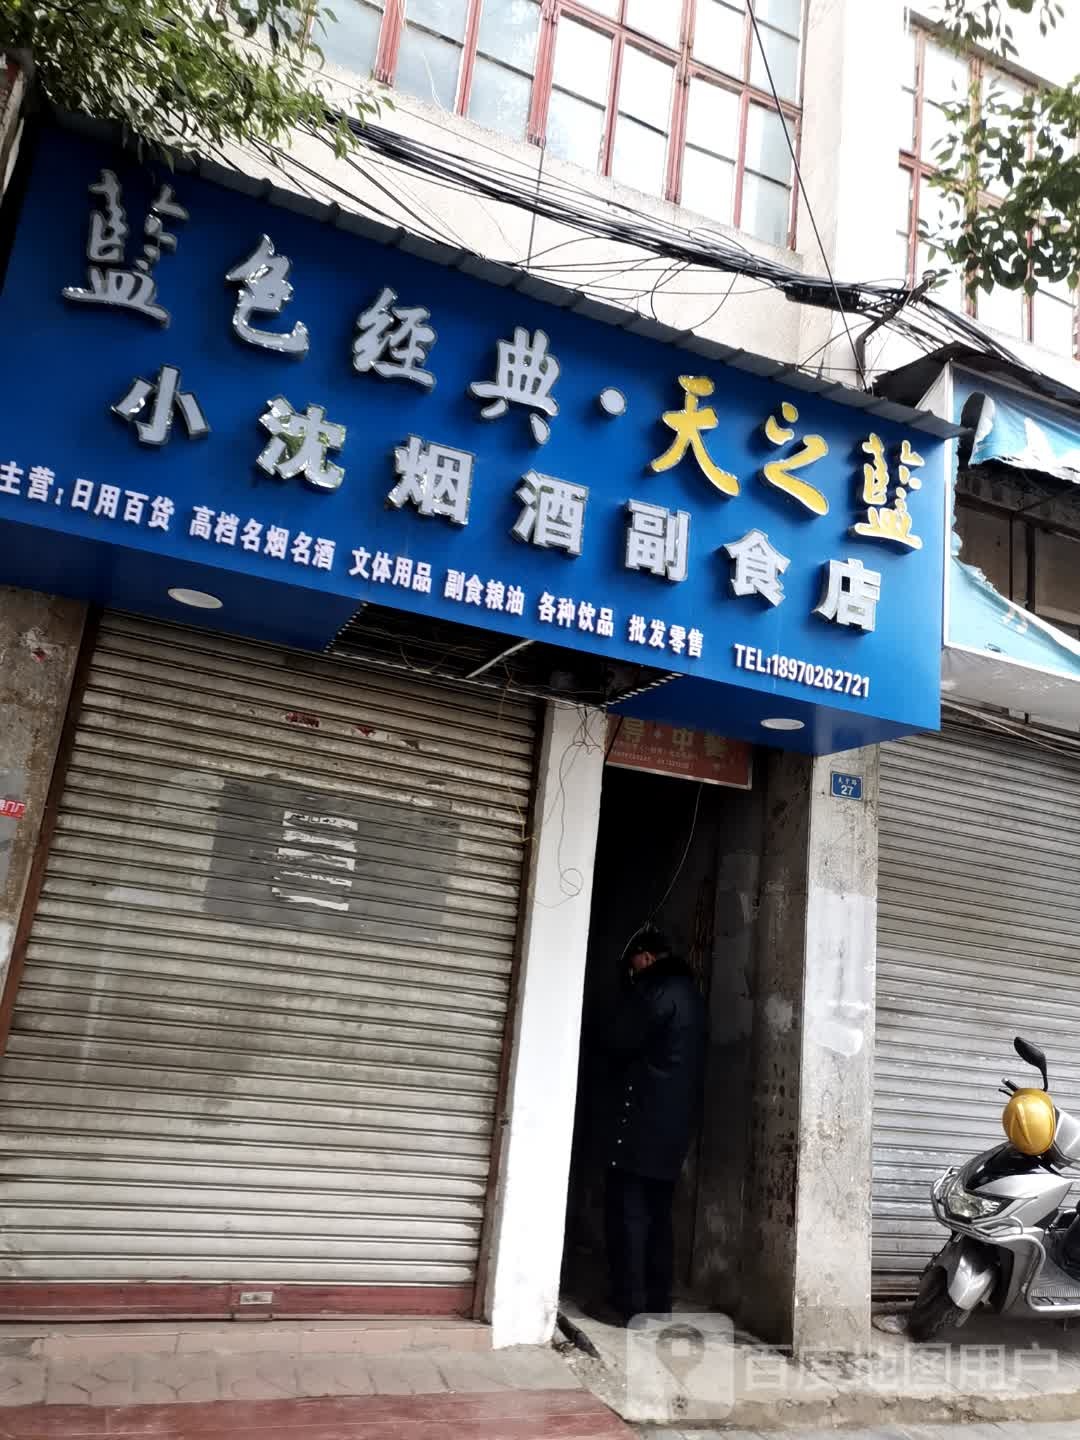 藍色经典·天之藍
小沈烟酒副食店
主营:日用百货 高档名烟名酒 文体用品 副食粮油 各种饮品 批发零售 TEL:18970262721
27
百度地图用户